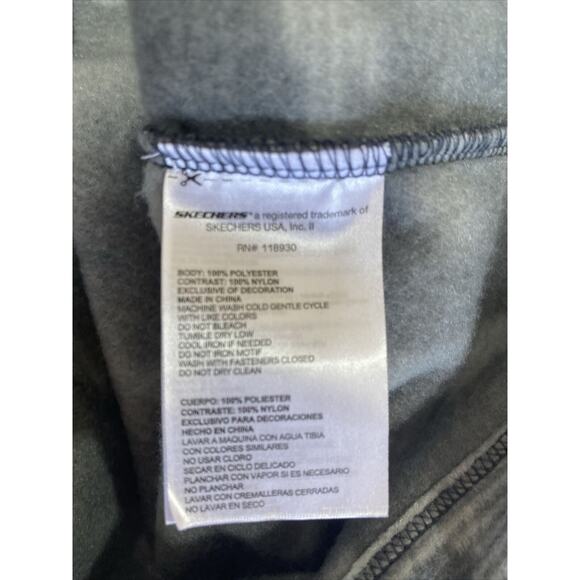 SKECHERS™ a registered trademark of
SKECHERS USA, Inc. II
RN# 118930
BODY: 100% POLYESTER
CONTRAST: 100% NYLON
EXCLUSIVE OF DECORATION
MADE IN CHINA
MACHINE WASH COLD GENTLE CYCLE
WITH LIKE COLORS
DO NOT BLEACH
TUMBLE DRY LOW
COOL IRON IF NEEDED
DO NOT IRON MOTIF
WASH WITH FASTENERS CLOSED
DO NOT DRY CLEAN
CUERPO: 100% POLIESTER
CONTRASTE: 100% NYLON
EXCLUSIVO PARA DECORACIONES
HECHO EN CHINA
LAVAR A MAQUINA CON AGUA TIBIA
CON COLORES SIMILARES
NO USAR CLORO
SECAR EN CICLO DELICADO
PLANCHAR CON VAPOR SI ES NECESARIO
NO PLANCHAR
LAVAR CON CREMALLERAS CERRADAS
NO LAVAR EN SECO